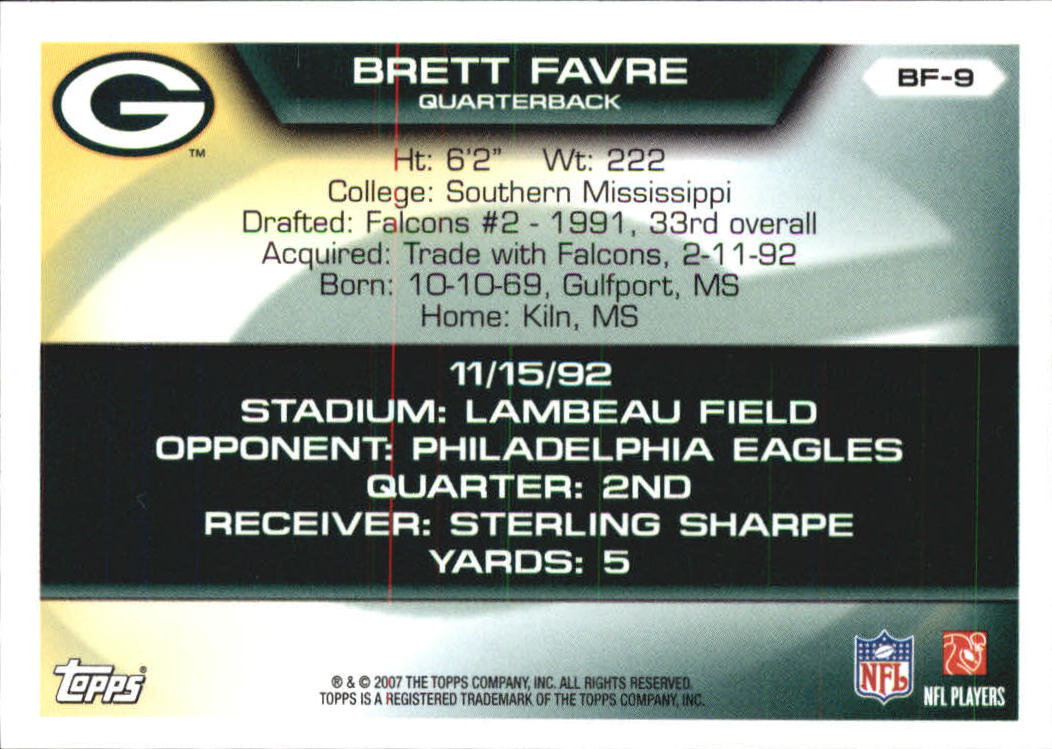 G
TM
BRETT FAVRE
QUARTERBACK
BF-9
Ht: 6'2" Wt: 222
College: Southern Mississippi
Drafted: Falcons #2 - 1991, 33rd overall
Acquired: Trade with Falcons, 2-11-92
Born: 10-10-69, Gulfport, MS
Home: Kiln, MS
11/15/92
STADIUM: LAMBEAU FIELD
OPPONENT: PHILADELPHIA EAGLES
QUARTER: 2ND
RECEIVER: STERLING SHARPE
YARDS: 5
topps®
® & © 2007 THE TOPPS COMPANY, INC. ALL RIGHTS RESERVED.
TOPPS IS A REGISTERED TRADEMARK OF THE TOPPS COMPANY, INC.
NFL
NFL PLAYERS